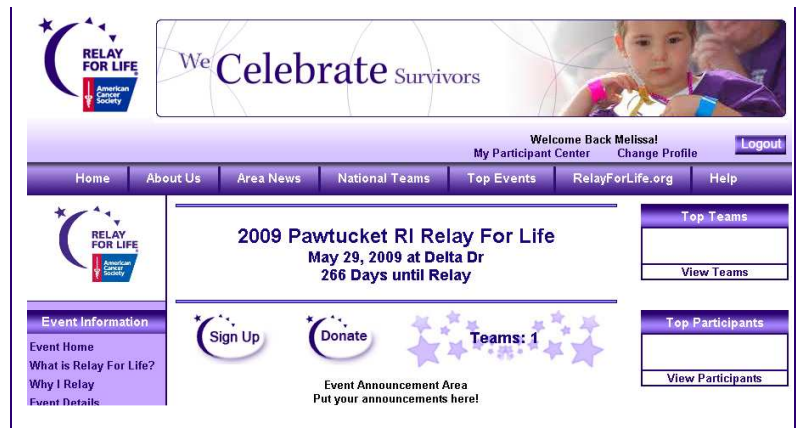 RELAY
FOR LIFE
American
Cancer
Society
We Celebrate Survivors
Welcome Back Melissa!
My Participant Center Change Profile
Logout
Home About Us Area News National Teams Top Events RelayForLife.org Help
RELAY
FOR LIFE
American
Cancer
Society
2009 Pawtucket RI Relay For Life
May 29, 2009 at Delta Dr
266 Days until Relay
Top Teams
View Teams
Event Information
Event Home
What is Relay For Life?
Why I Relay
Event Details
Sign Up
Donate
Teams: 1
Event Announcement Area
Put your announcements here!
Top Participants
View Participants